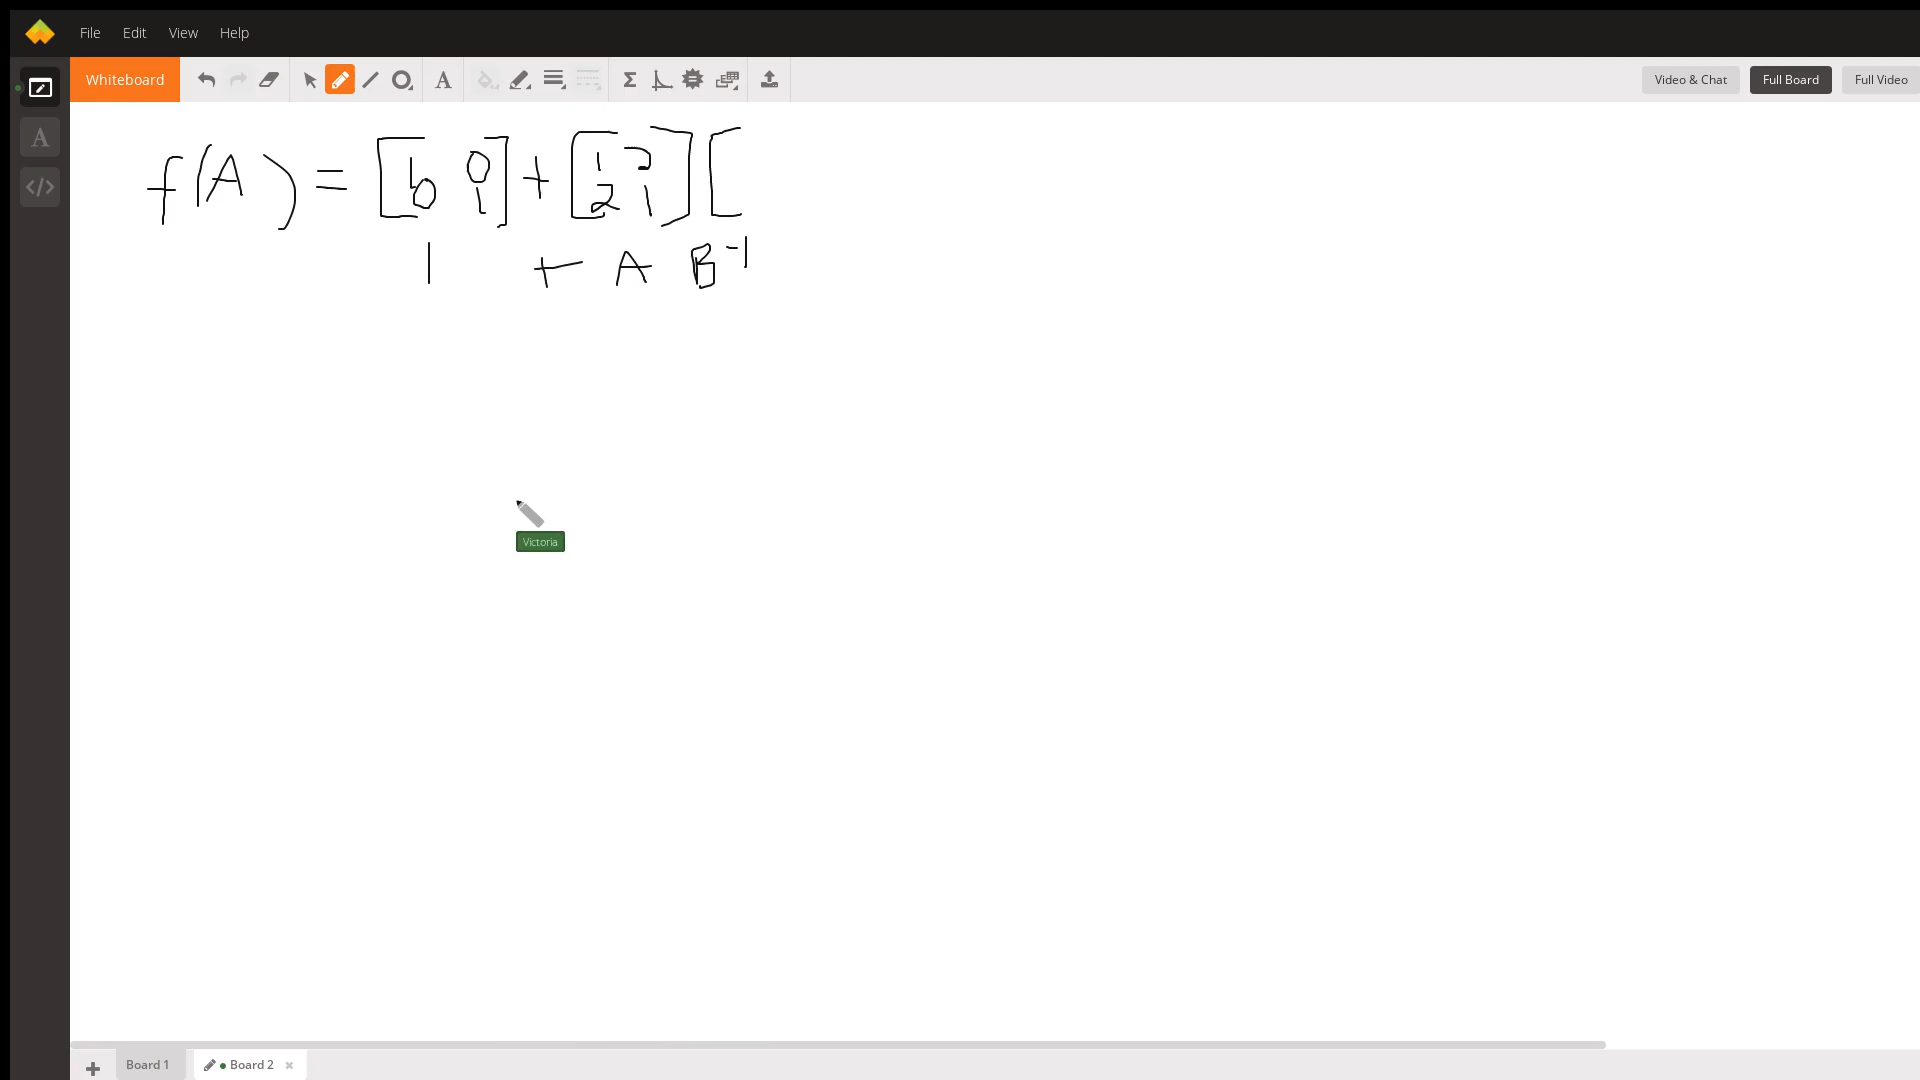 File Edit View Help
Whiteboard A Σ Video & Chat Full Board Full Video
A
</>
f(A) = [ 1 0
0 1 ] + [ 1 2
2 1 ] [
1 + A B⁻¹
Victoria
+ Board 1 Board 2 ×